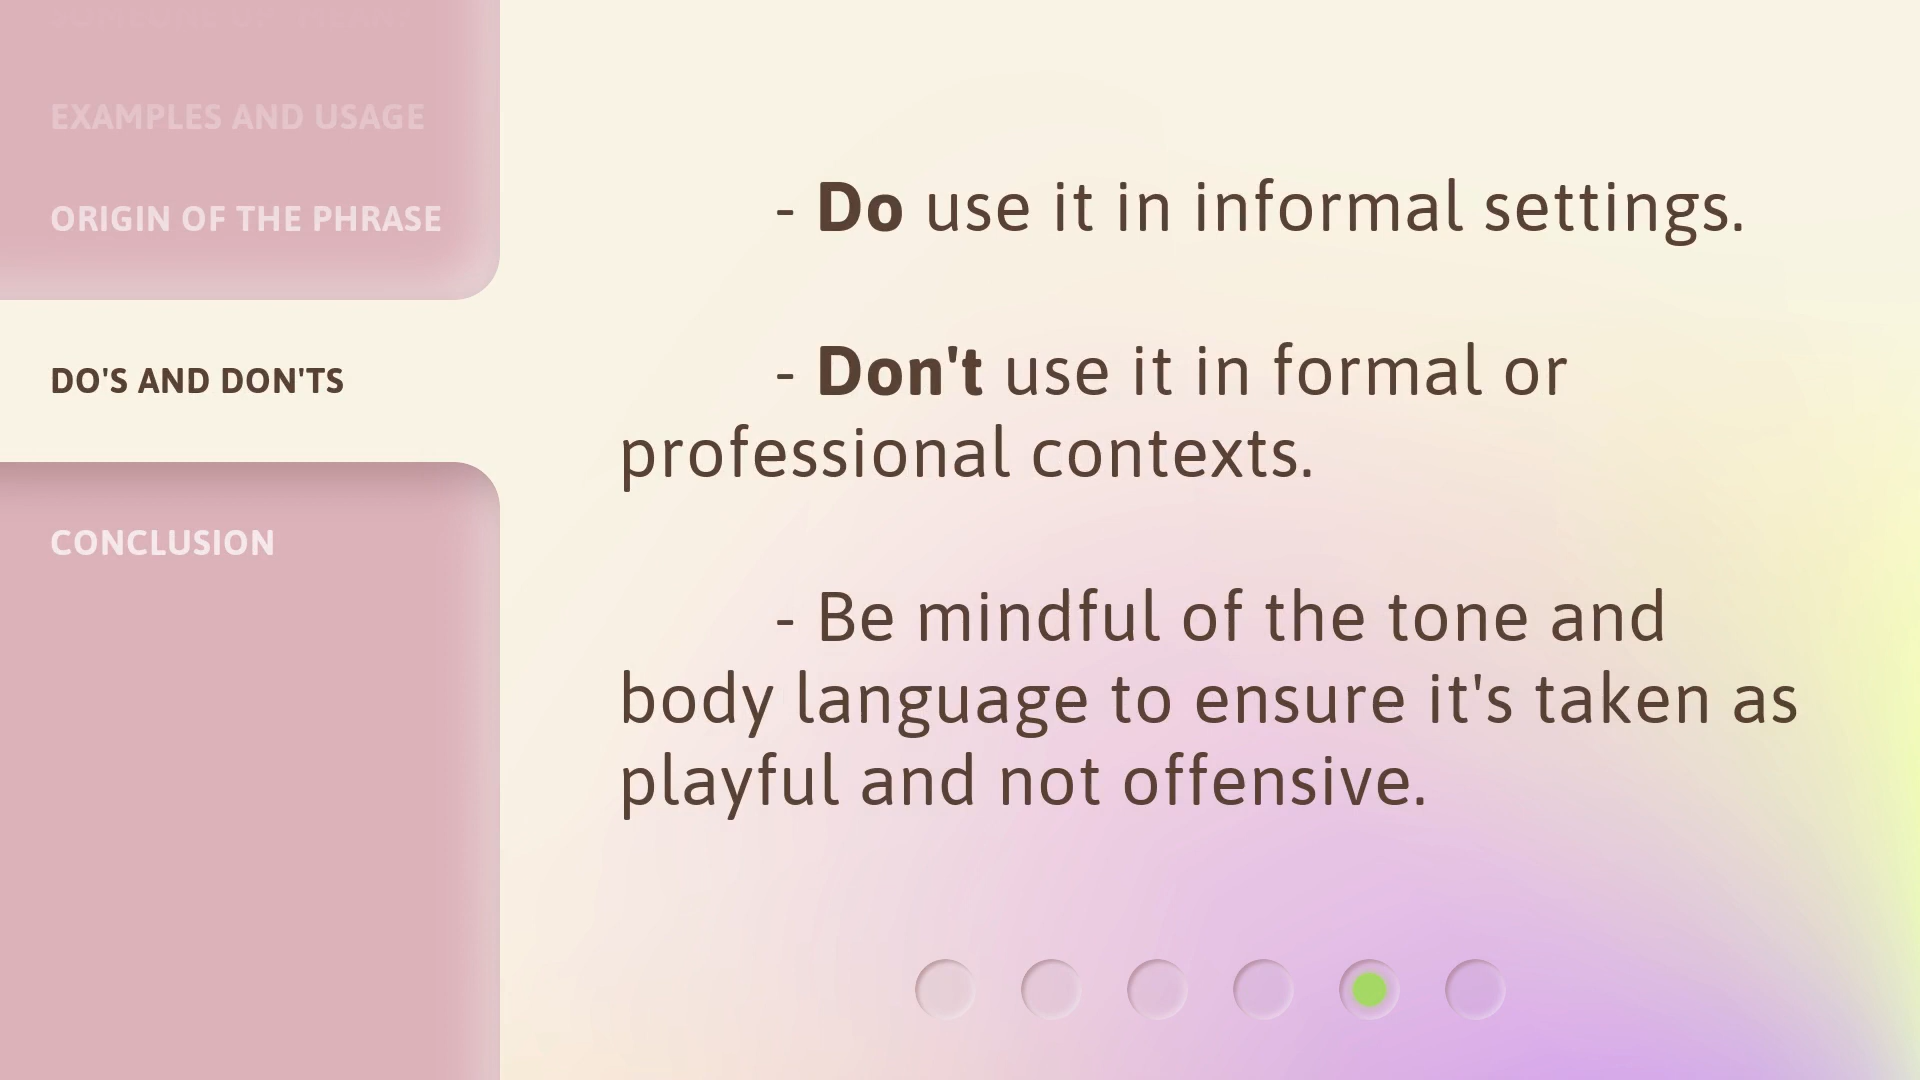 EXAMPLES AND USAGE
ORIGIN OF THE PHRASE
DO'S AND DON'TS
CONCLUSION
- Do use it in informal settings.
- Don't use it in formal or
professional contexts.
- Be mindful of the tone and
body language to ensure it's taken as
playful and not offensive.